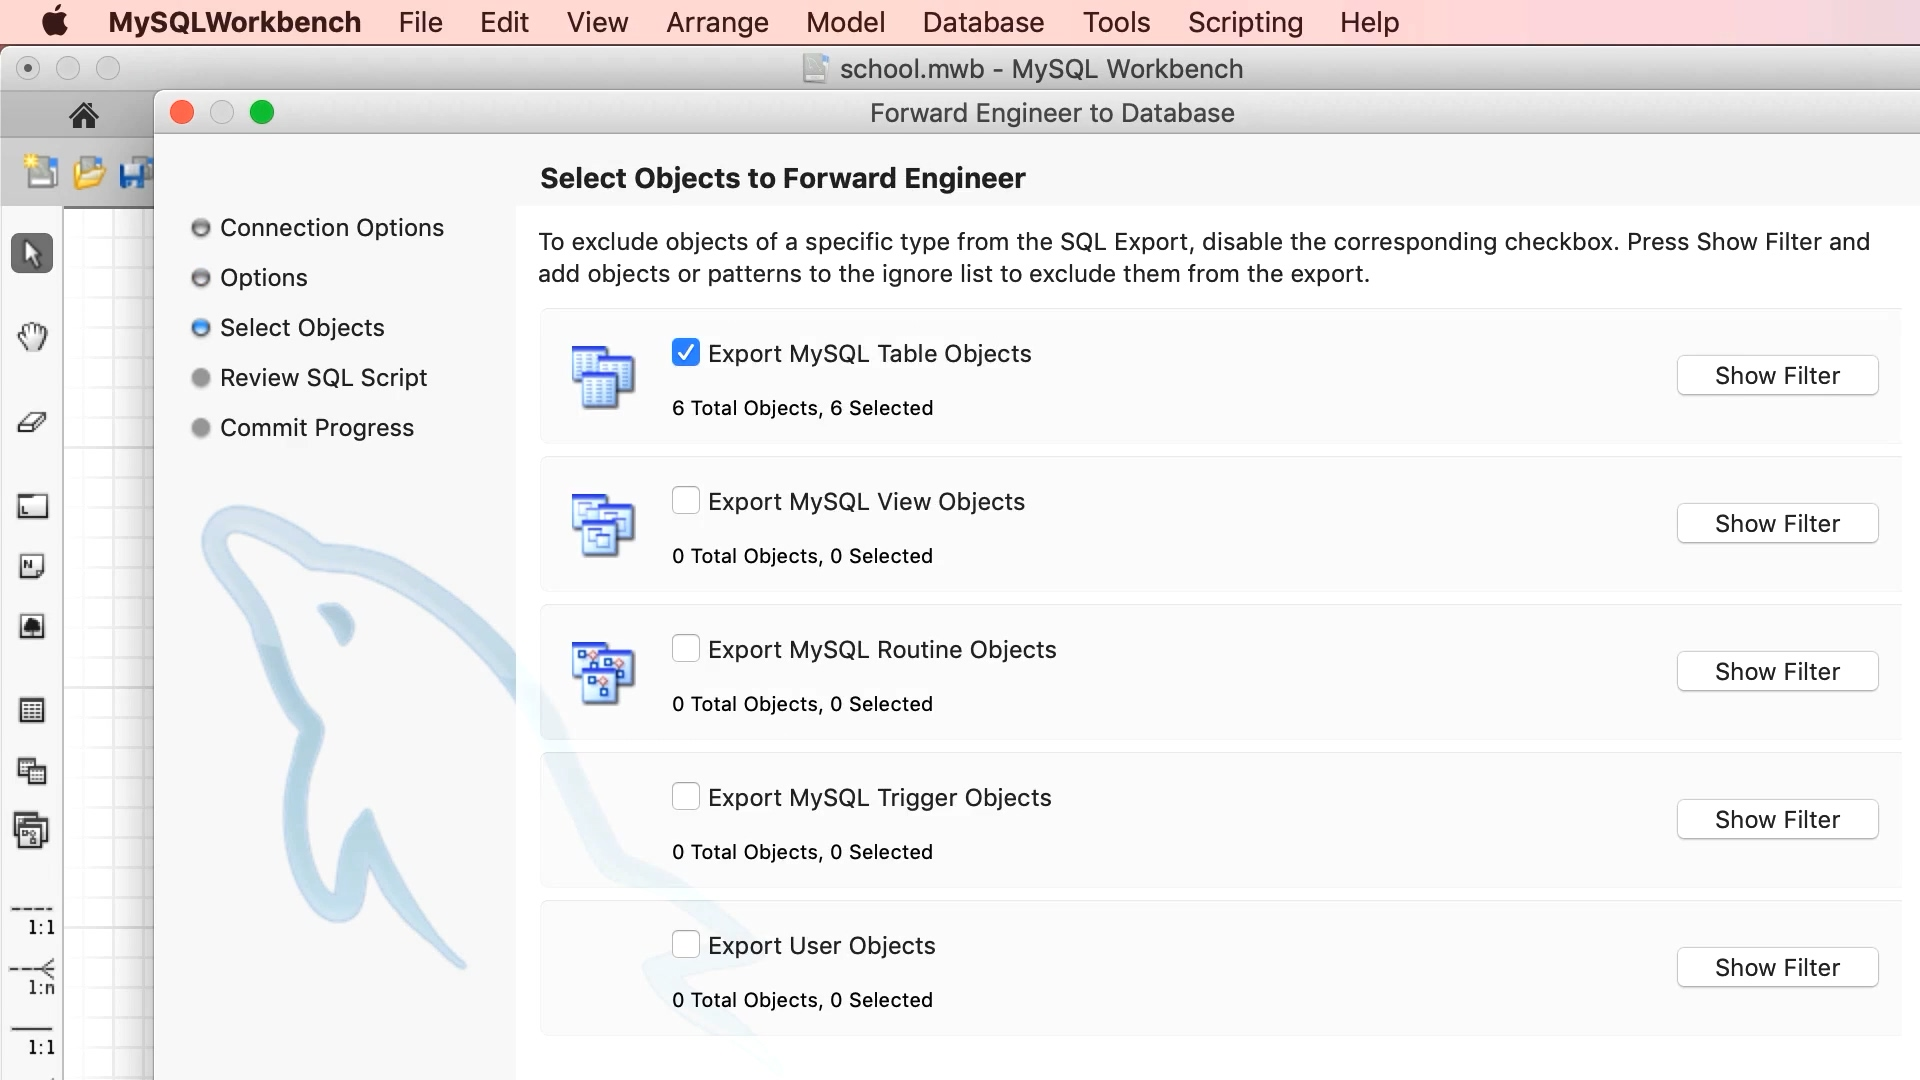 MySQLWorkbench File Edit View Arrange Model Database Tools Scripting Help
school.mwb - MySQL Workbench
Forward Engineer to Database
Select Objects to Forward Engineer
Connection Options
Options
Select Objects
Review SQL Script
Commit Progress
To exclude objects of a specific type from the SQL Export, disable the corresponding checkbox. Press Show Filter and
add objects or patterns to the ignore list to exclude them from the export.
Export MySQL Table Objects
6 Total Objects, 6 Selected
Show Filter
Export MySQL View Objects
0 Total Objects, 0 Selected
Show Filter
Export MySQL Routine Objects
0 Total Objects, 0 Selected
Show Filter
Export MySQL Trigger Objects
0 Total Objects, 0 Selected
Show Filter
Export User Objects
0 Total Objects, 0 Selected
Show Filter
N
1:1
1:n
1:1